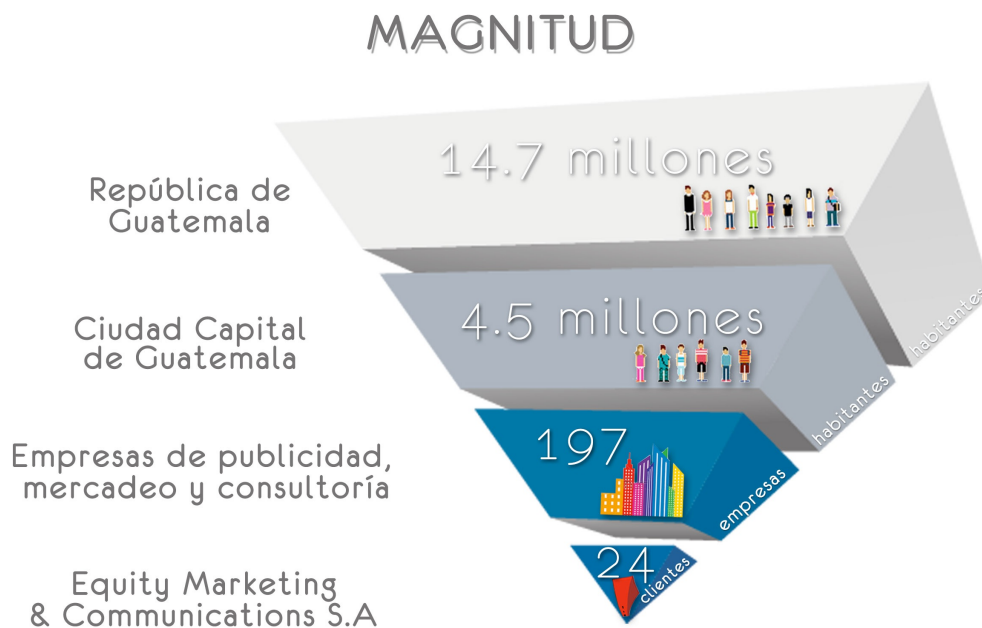 MAGNITUD
República de
Guatemala
14.7 millones
habitantes
Ciudad Capital
de Guatemala
4.5 millones
habitantes
Empresas de publicidad,
mercadeo y consultoría
197
empresas
Equity Marketing
& Communications S.A
24
clientes